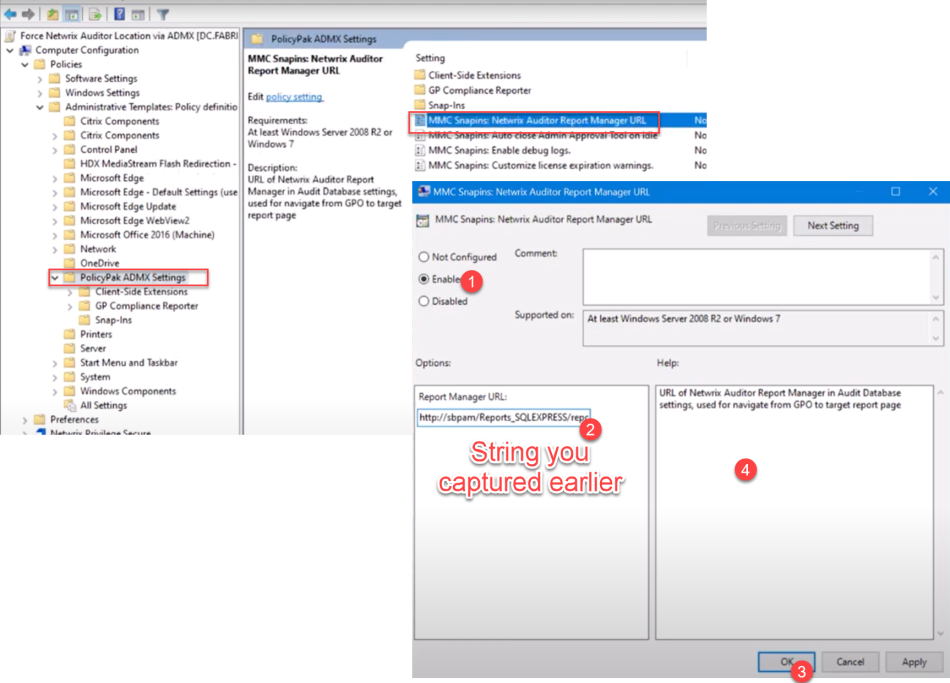 Force Netwrix Auditor Location via ADMX [DC.FABRI
Computer Configuration
Policies
Software Settings
Windows Settings
Administrative Templates: Policy definitio
Citrix Components
Citrix Components
Control Panel
HDX MediaStream Flash Redirection -
Microsoft Edge
Microsoft Edge - Default Settings (use
Microsoft Edge Update
Microsoft Edge WebView2
Microsoft Office 2016 (Machine)
Network
OneDrive
PolicyPak ADMX Settings
Client-Side Extensions
GP Compliance Reporter
Snap-Ins
Printers
Server
Start Menu and Taskbar
System
Windows Components
All Settings
Preferences
Netwrix Privilege Secure
PolicyPak ADMX Settings
MMC Snapins: Netwrix Auditor
Report Manager URL
Edit policy setting
Requirements:
At least Windows Server 2008 R2 or
Windows 7
Description:
URL of Netwrix Auditor Report
Manager in Audit Database settings,
used for navigate from GPO to target
report page
Setting
Client-Side Extensions
GP Compliance Reporter
Snap-Ins
MMC Snapins: Netwrix Auditor Report Manager URL No
MMC Snapins: Auto close Admin Approval Tool on idle No
MMC Snapins: Enable debug logs. No
MMC Snapins: Customize license expiration warnings. No
MMC Snapins: Netwrix Auditor Report Manager URL
MMC Snapins: Netwrix Auditor Report Manager URL
Previous Setting Next Setting
Not Configured Comment:
Enable 1
Disabled
Supported on: At least Windows Server 2008 R2 or Windows 7
Options: Help:
Report Manager URL:
http://sbpam/Reports_SQLEXPRESS/repo
2
String you
captured earlier
URL of Netwrix Auditor Report Manager in Audit Database
settings, used for navigate from GPO to target report page
4
OK Cancel Apply
3